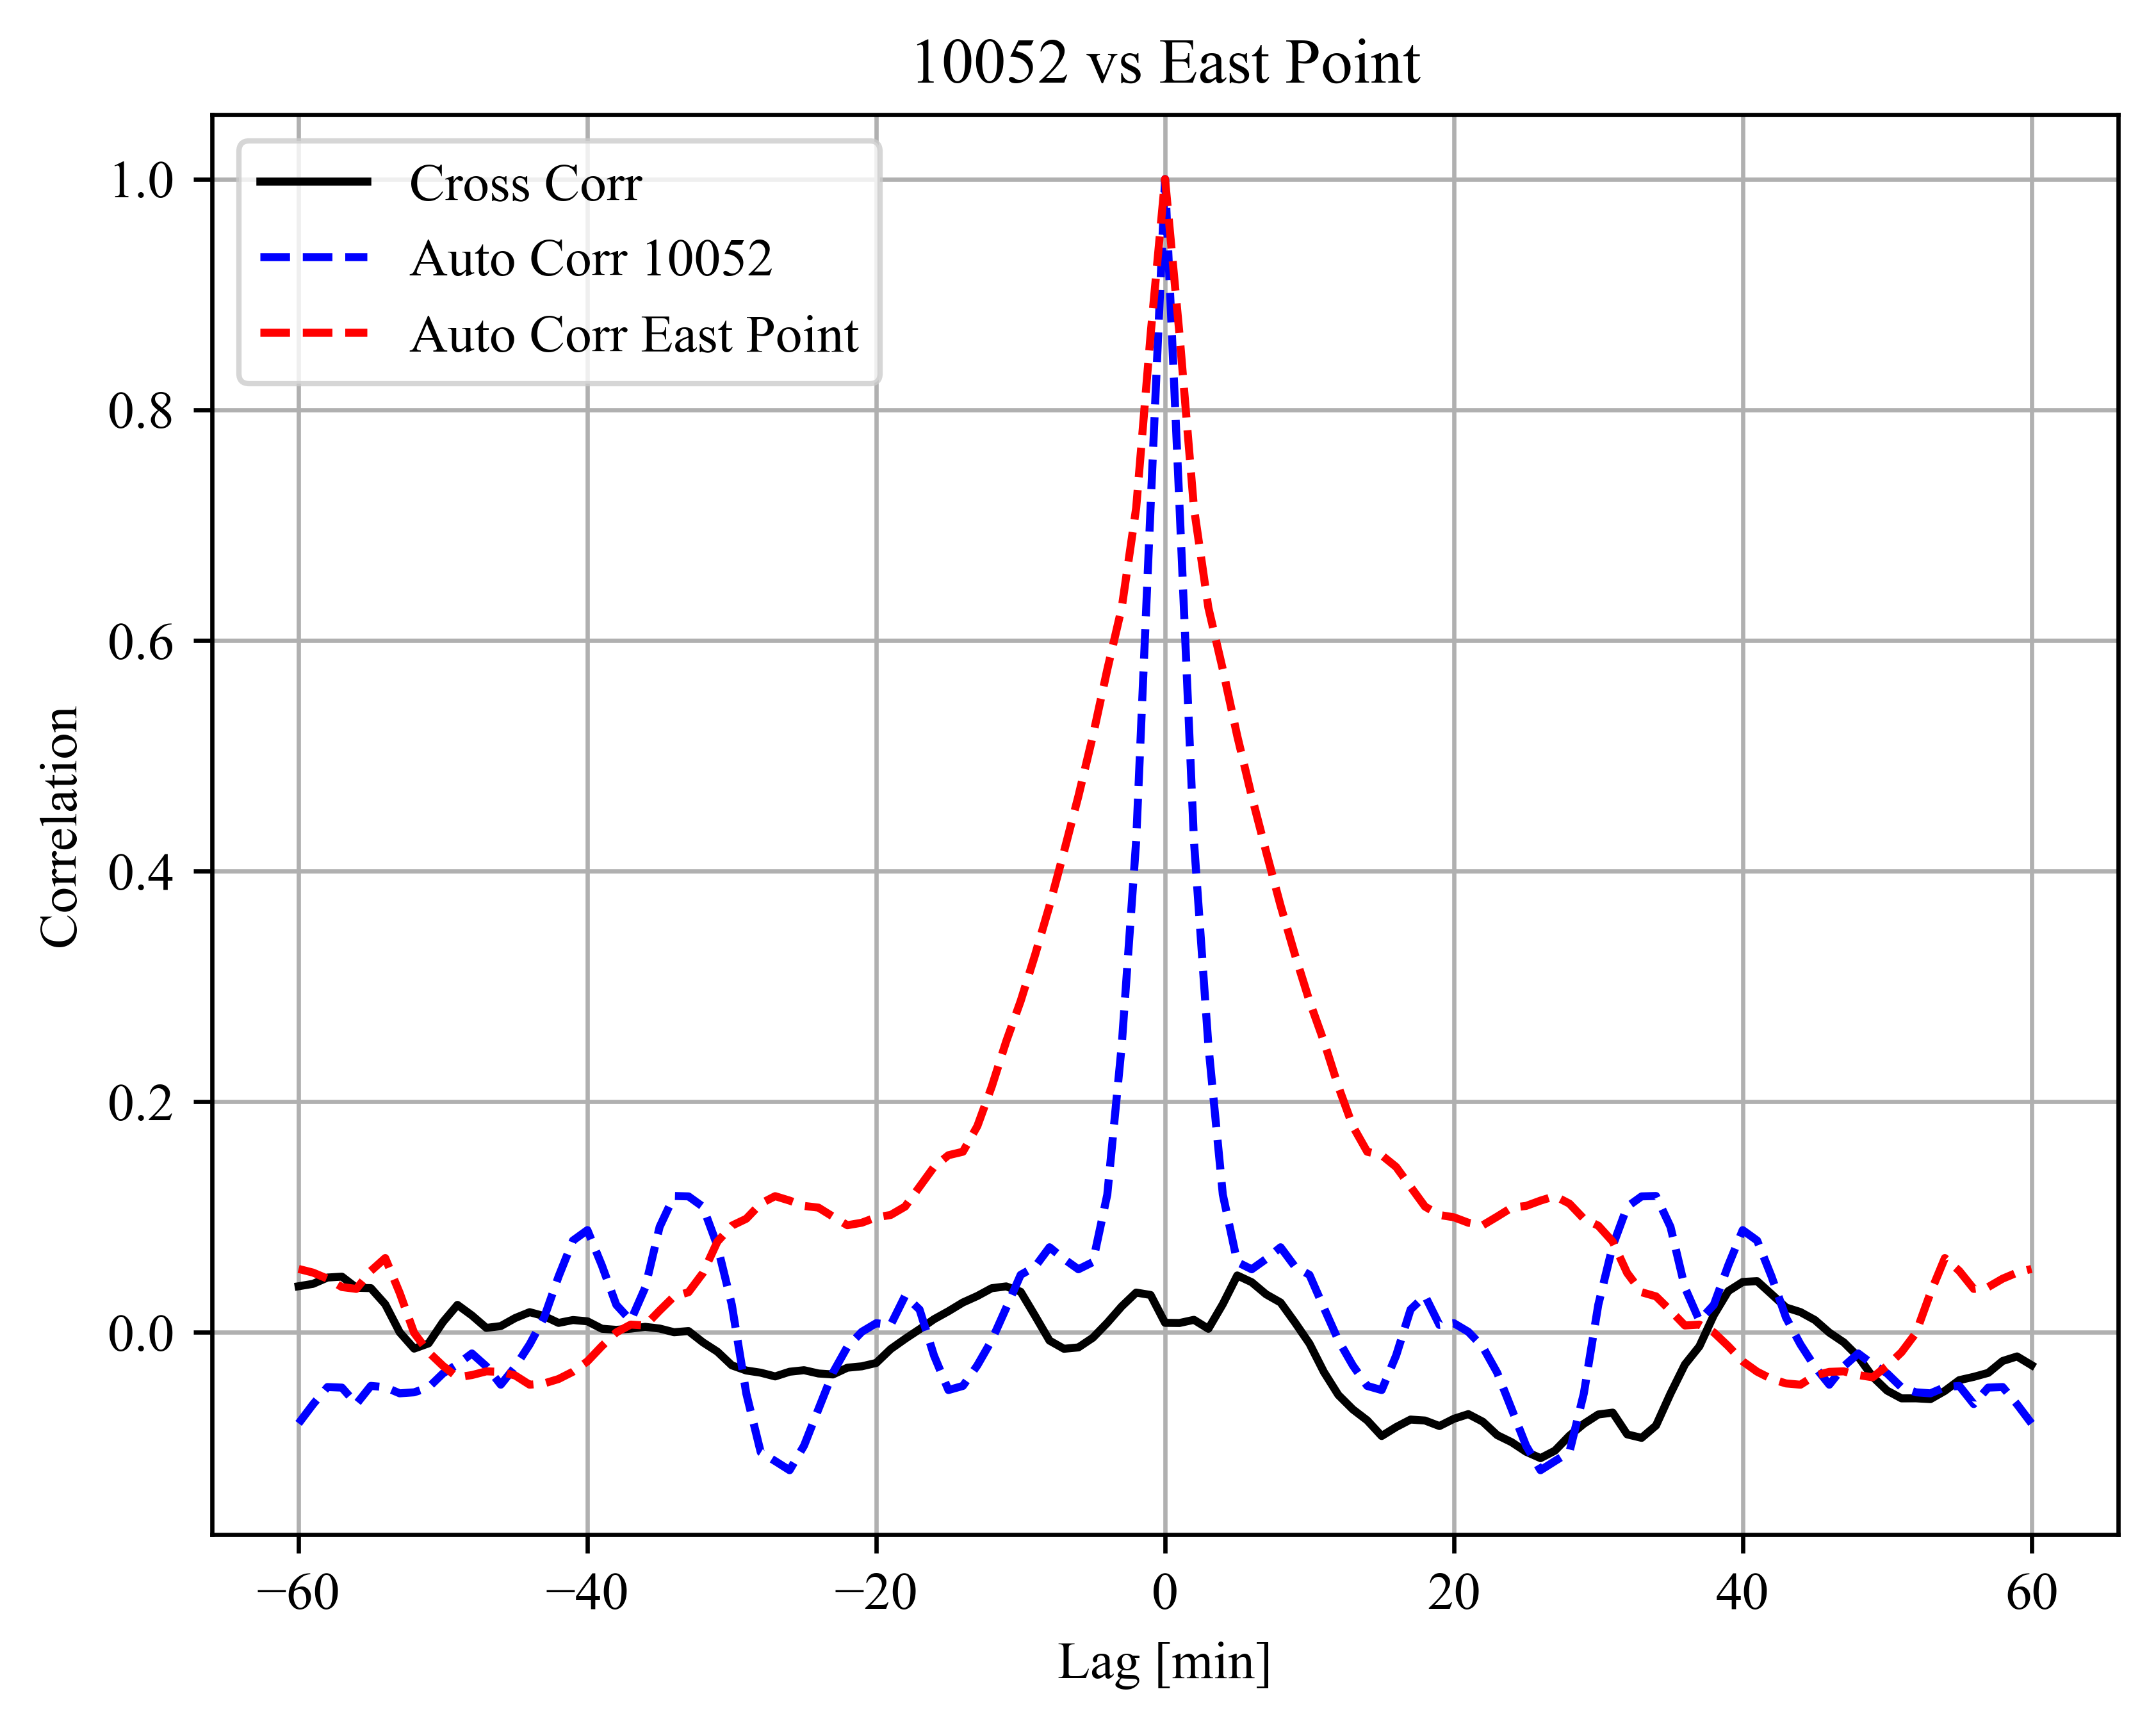 10052 vs East Point
Cross Corr
Auto Corr 10052
Auto Corr East Point
1.0
0.8
0.6
0.4
0.2
0.0
Correlation
−60 −40 −20 0 20 40 60
Lag [min]